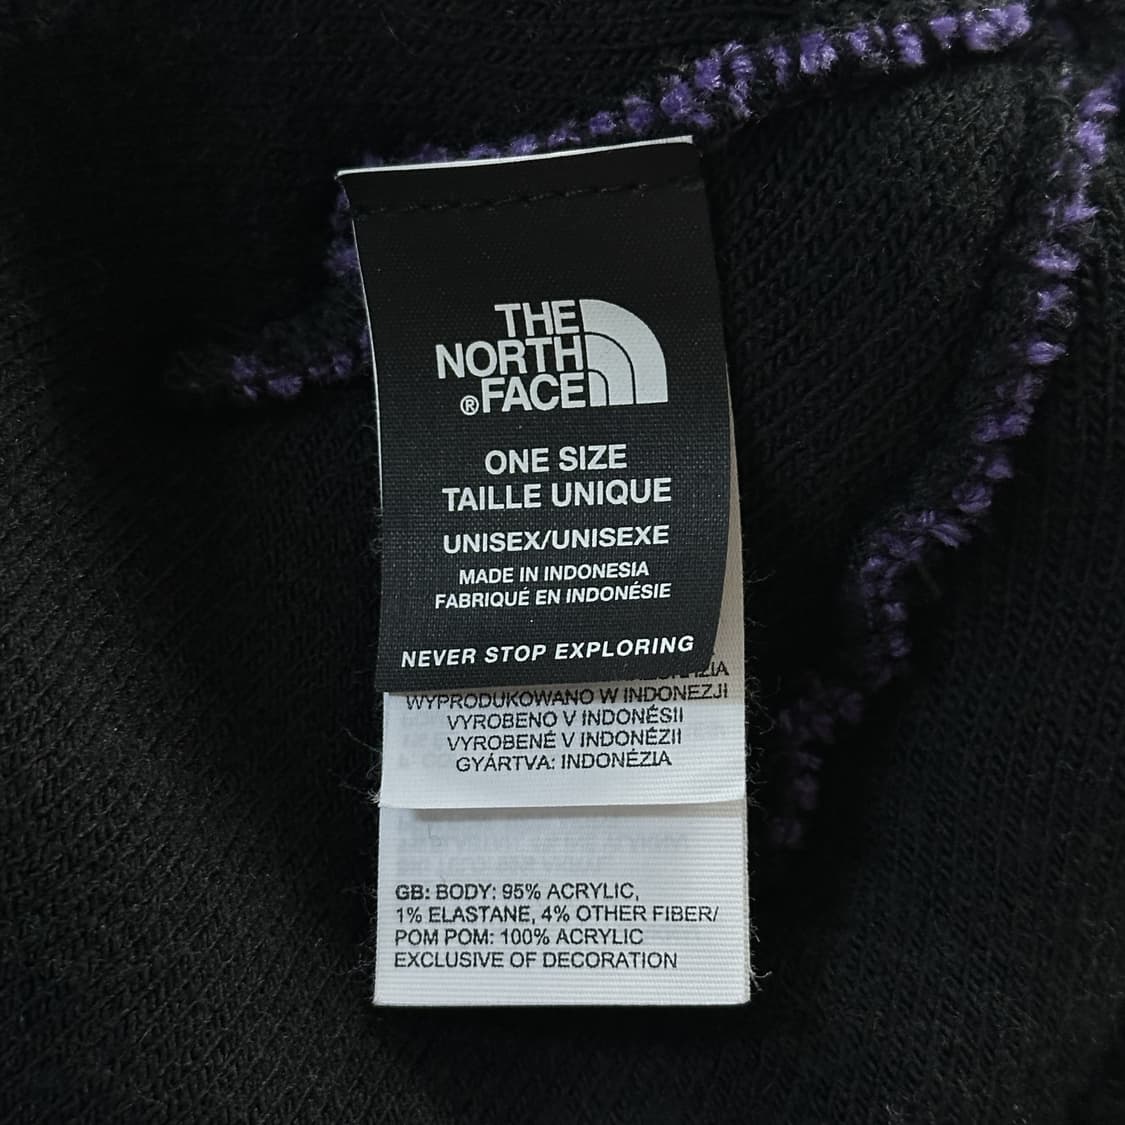 THE
NORTH
®FACE
ONE SIZE
TAILLE UNIQUE
UNISEX/UNISEXE
MADE IN INDONESIA
FABRIQUÉ EN INDONÉSIE
NEVER STOP EXPLORING
WYPRODUKOWANO W INDONEZJI
VYROBENO V INDONÉSII
VYROBENÉ V INDONÉZII
GYÁRTVA: INDONÉZIA
GB: BODY: 95% ACRYLIC,
1% ELASTANE, 4% OTHER FIBER/
POM POM: 100% ACRYLIC
EXCLUSIVE OF DECORATION